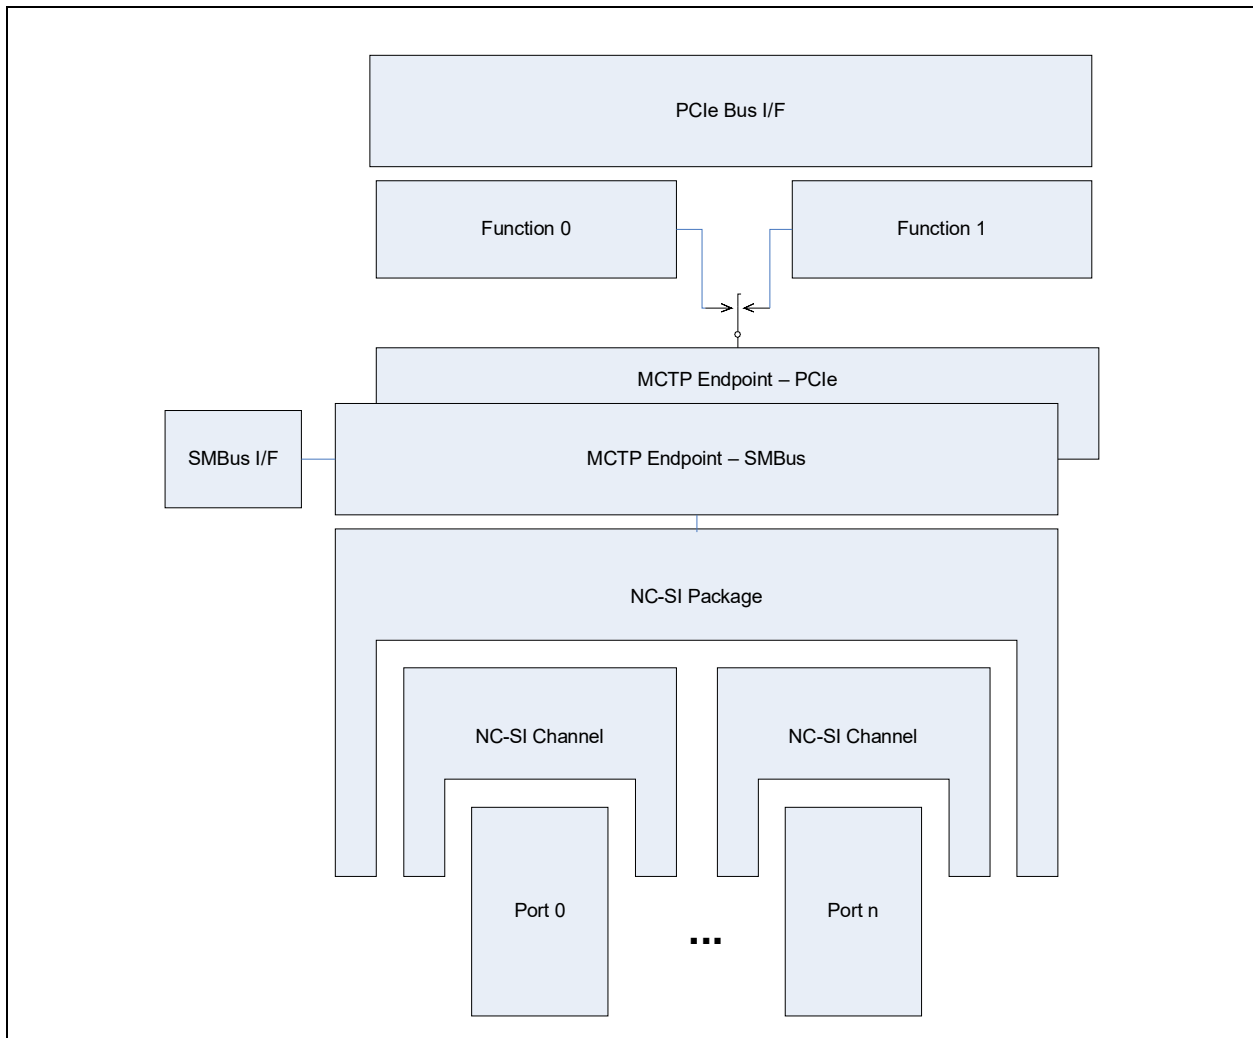 PCIe Bus I/F
Function 0
Function 1
MCTP Endpoint – PCIe
SMBus I/F
MCTP Endpoint – SMBus
NC-SI Package
NC-SI Channel
NC-SI Channel
Port 0
...
Port n